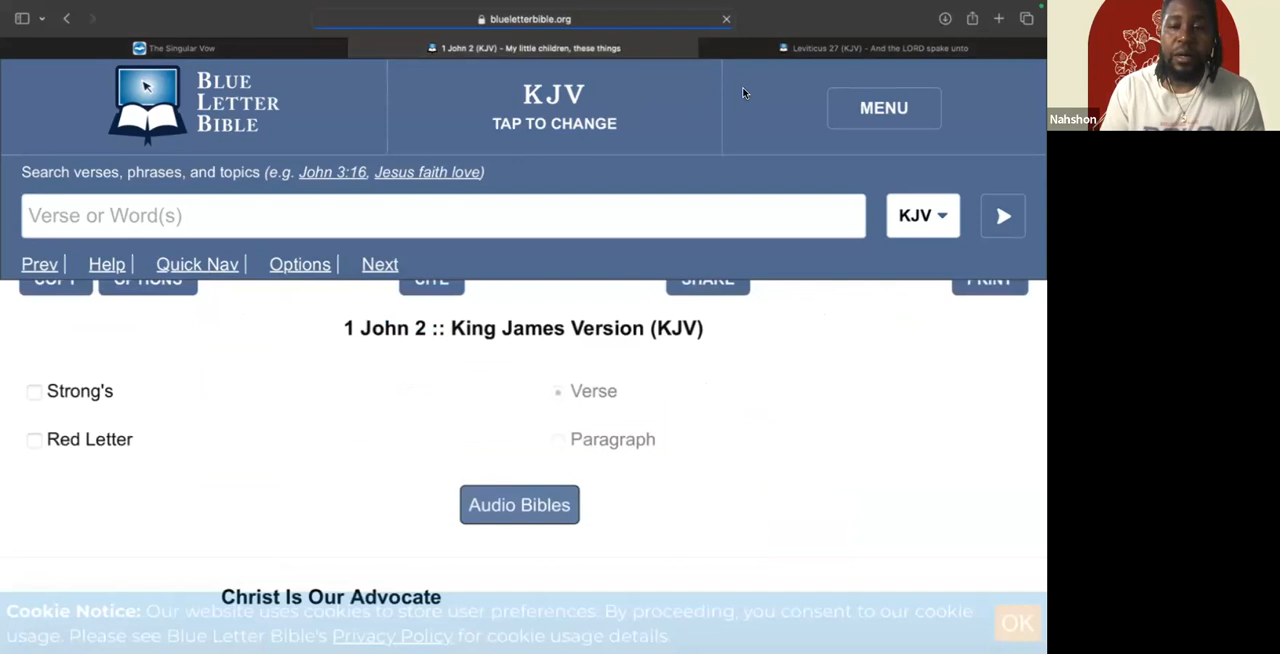 blueletterbible.org
The Singular Vow
1 John 2 (KJV) - My little children, these things
Leviticus 27 (KJV) - And the LORD spake unto
BLUE
LETTER
BIBLE
KJV
TAP TO CHANGE
MENU
Nahshon
Search verses, phrases, and topics (e.g. John 3:16, Jesus faith love)
Verse or Word(s)
KJV
Prev | Help | Quick Nav | Options | Next
COPY OPTIONS CITE SHARE PRINT
1 John 2 :: King James Version (KJV)
Strong's
Verse
Red Letter
Paragraph
Audio Bibles
Christ Is Our Advocate
Cookie Notice: Our website uses cookies to store user preferences. By proceeding, you consent to our cookie
usage. Please see Blue Letter Bible's Privacy Policy for cookie usage details
OK